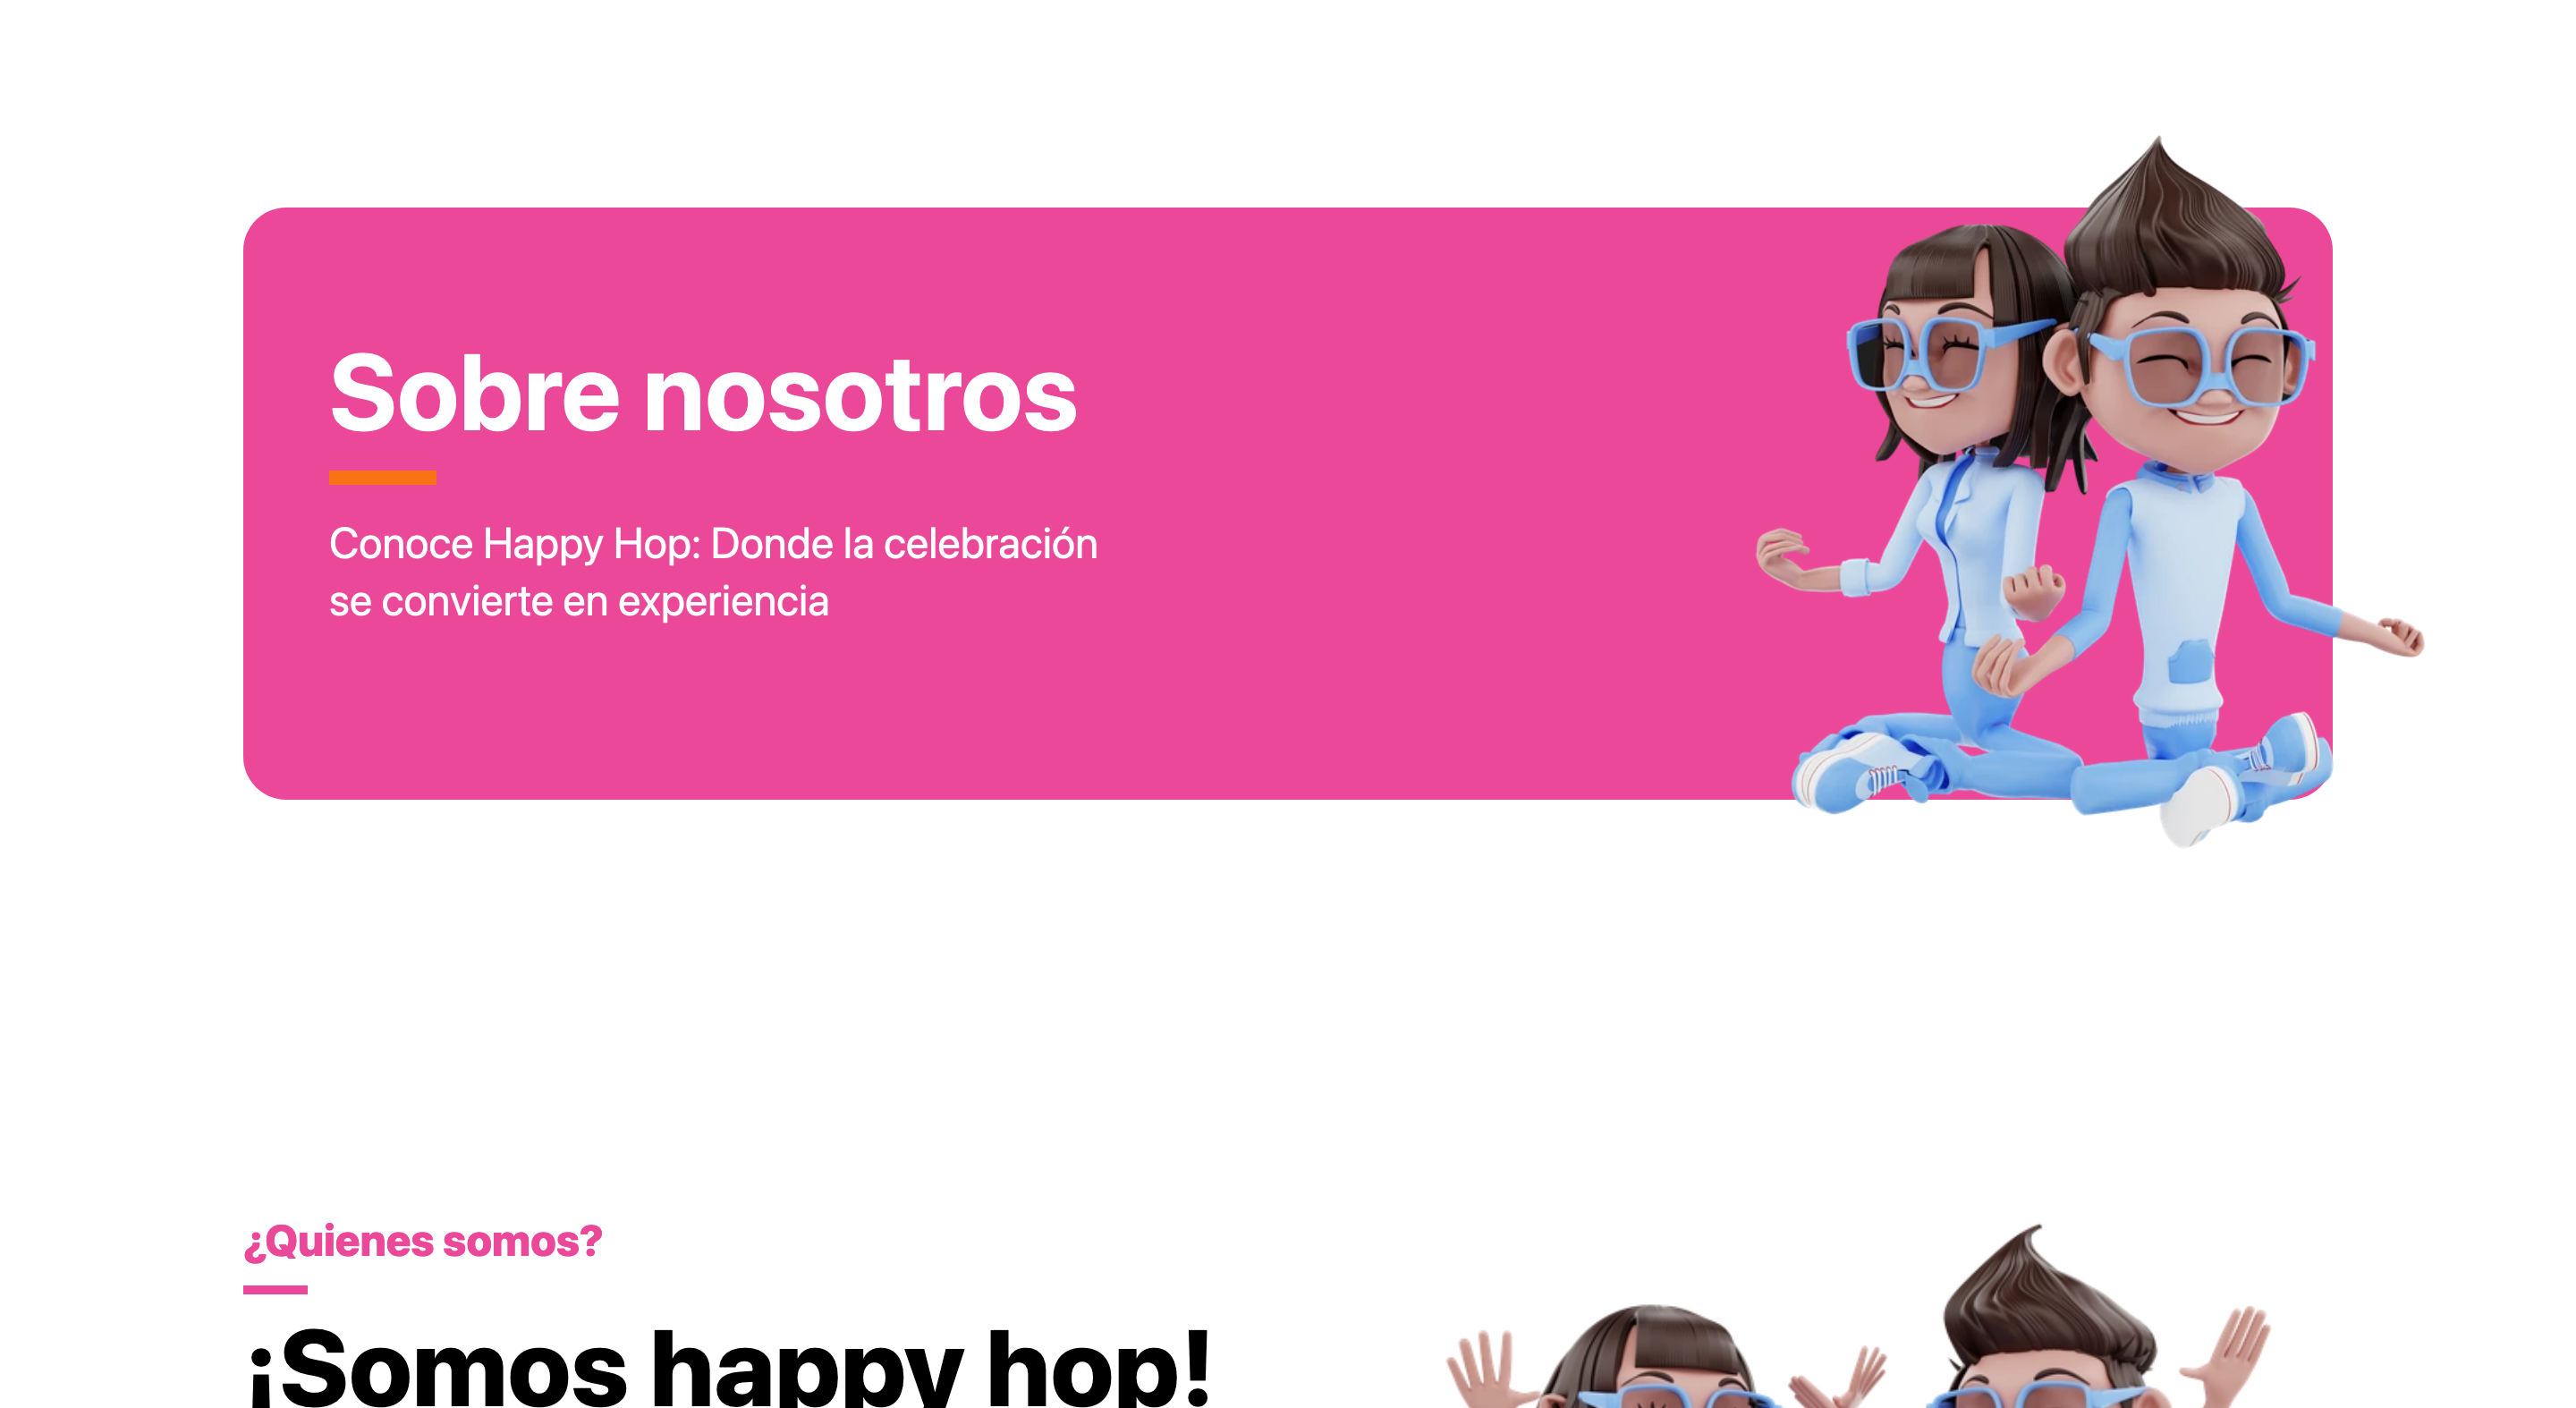 Sobre nosotros
Conoce Happy Hop: Donde la celebración
se convierte en experiencia
¿Quienes somos?
¡Somos happy hop!